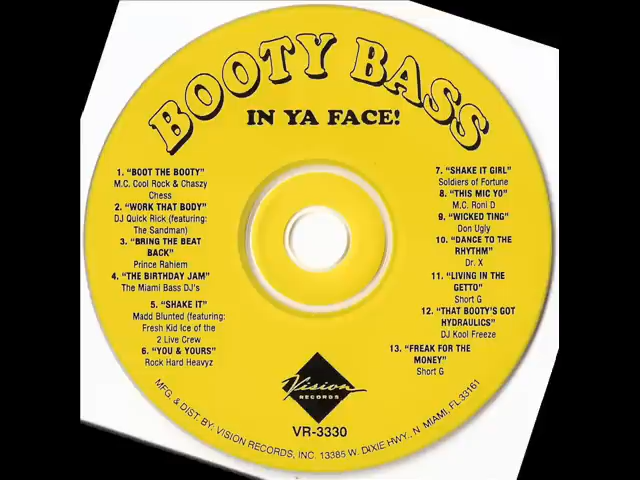 BOOTY BASS
IN YA FACE!
1. "BOOT THE BOOTY"
M.C. Cool Rock & Chaszy
Chess
2. "WORK THAT BODY"
DJ Quick Rick (featuring:
The Sandman)
3. "BRING THE BEAT
BACK"
Prince Rahiem
4. "THE BIRTHDAY JAM"
The Miami Bass DJ's
5. "SHAKE IT"
Madd Blunted (featuring:
Fresh Kid Ice of the
2 Live Crew
6. "YOU & YOURS"
Rock Hard Heavyz
7. "SHAKE IT GIRL"
Soldiers of Fortune
8. "THIS MIC YO"
M.C. Roni D
9. "WICKED TING"
Don Ugly
10. "DANCE TO THE
RHYTHM"
Dr. X
11. "LIVING IN THE
GETTO"
Short G
12. "THAT BOOTY'S GOT
HYDRAULICS"
DJ Kool Freeze
13. "FREAK FOR THE
MONEY"
Short G
Vision
RECORDS
VR-3330
MFG. & DIST. BY: VISION RECORDS, INC. 13385 W. DIXIE HWY., N. MIAMI, FL 33161